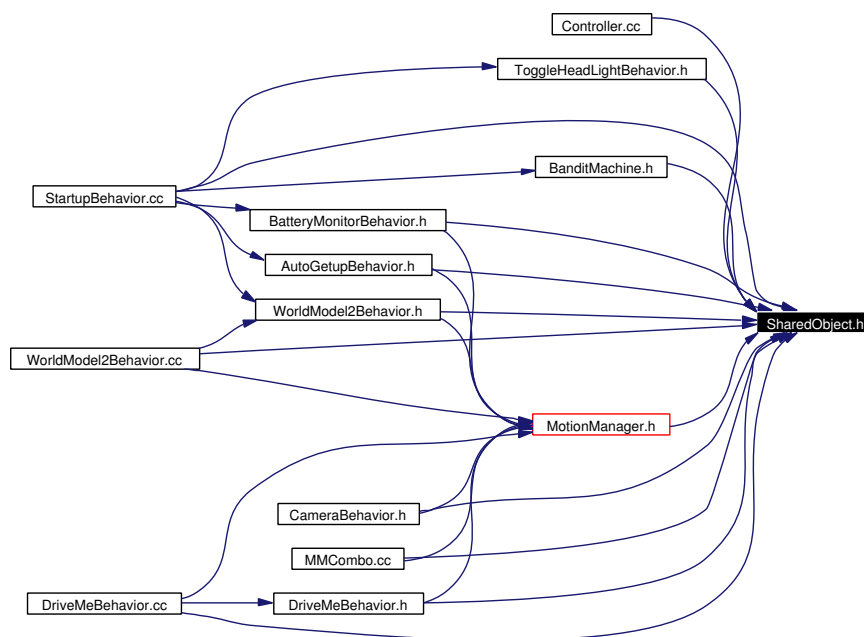 Controller.cc
ToggleHeadLightBehavior.h
BanditMachine.h
StartupBehavior.cc
BatteryMonitorBehavior.h
AutoGetupBehavior.h
WorldModel2Behavior.h
SharedObject.h
WorldModel2Behavior.cc
MotionManager.h
CameraBehavior.h
MMCombo.cc
DriveMeBehavior.cc
DriveMeBehavior.h